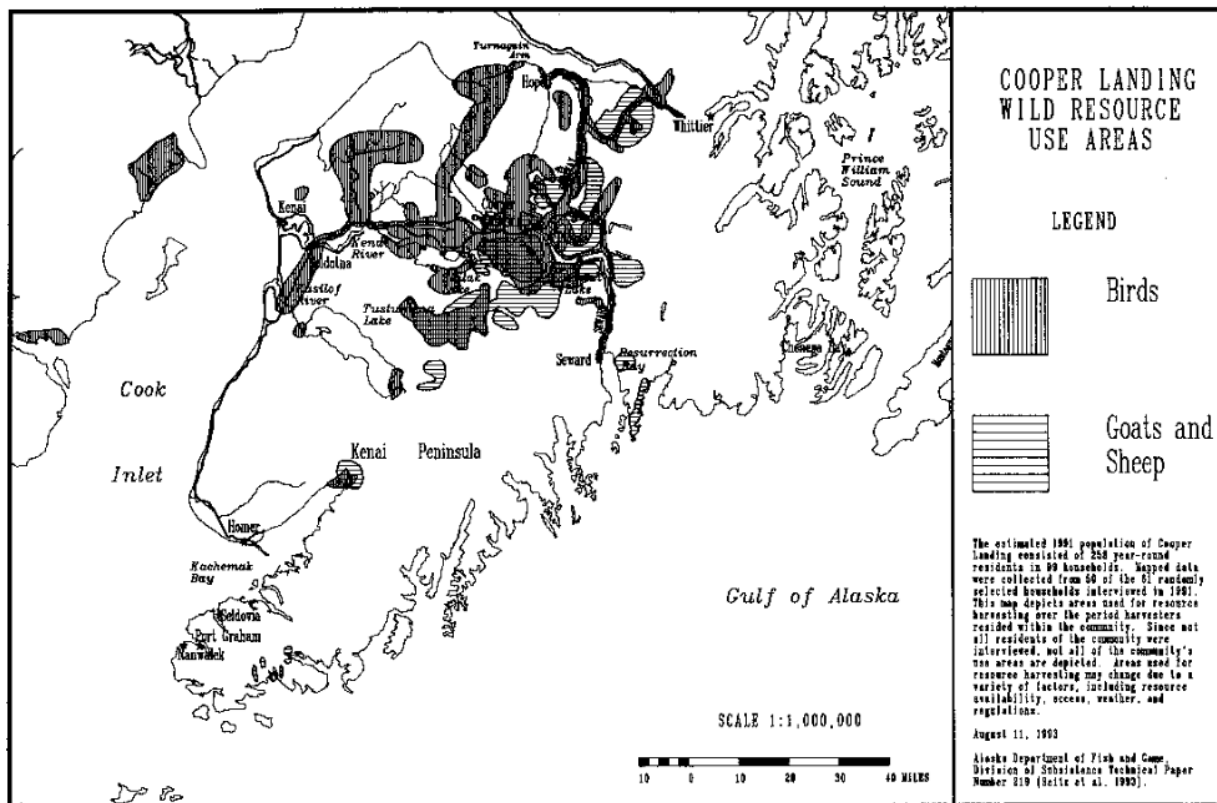 Turnagain
Arm
Hope
Whittier
Prince
William
Sound
Kenai
Kenai
River
Kasilof
River
Lake
Lake
Seward
Resurrection
Bay
Cook
Inlet
Kenai Peninsula
Homer
Kachemak
Bay
Seldovia
Port Graham
Nanwalek
Gulf of Alaska
SCALE 1:1,000,000
10 0 10 20 30 40 MILES
COOPER LANDING
WILD RESOURCE
USE AREAS
LEGEND
Birds
Goats and
Sheep
The estimated 1991 population of Cooper
Landing consisted of 258 year-round
residents in 99 households. Mapped data
were collected from of the randomly
selected households interviewed in 1991.
This map depicts areas used for resource
harvesting over the period harvesters
resided within the community. Since not
all residents of the community were
interviewed, not all of the community's
use areas are depicted. Areas used for
resource harvesting may change due to a
variety of factors, including resource
availability, access, weather, and
regulations.
August 11, 1993
Alaska Department of Fish and Game,
Division of Subsistence Technical Paper
Number 219 (Seitz et al. 1993).